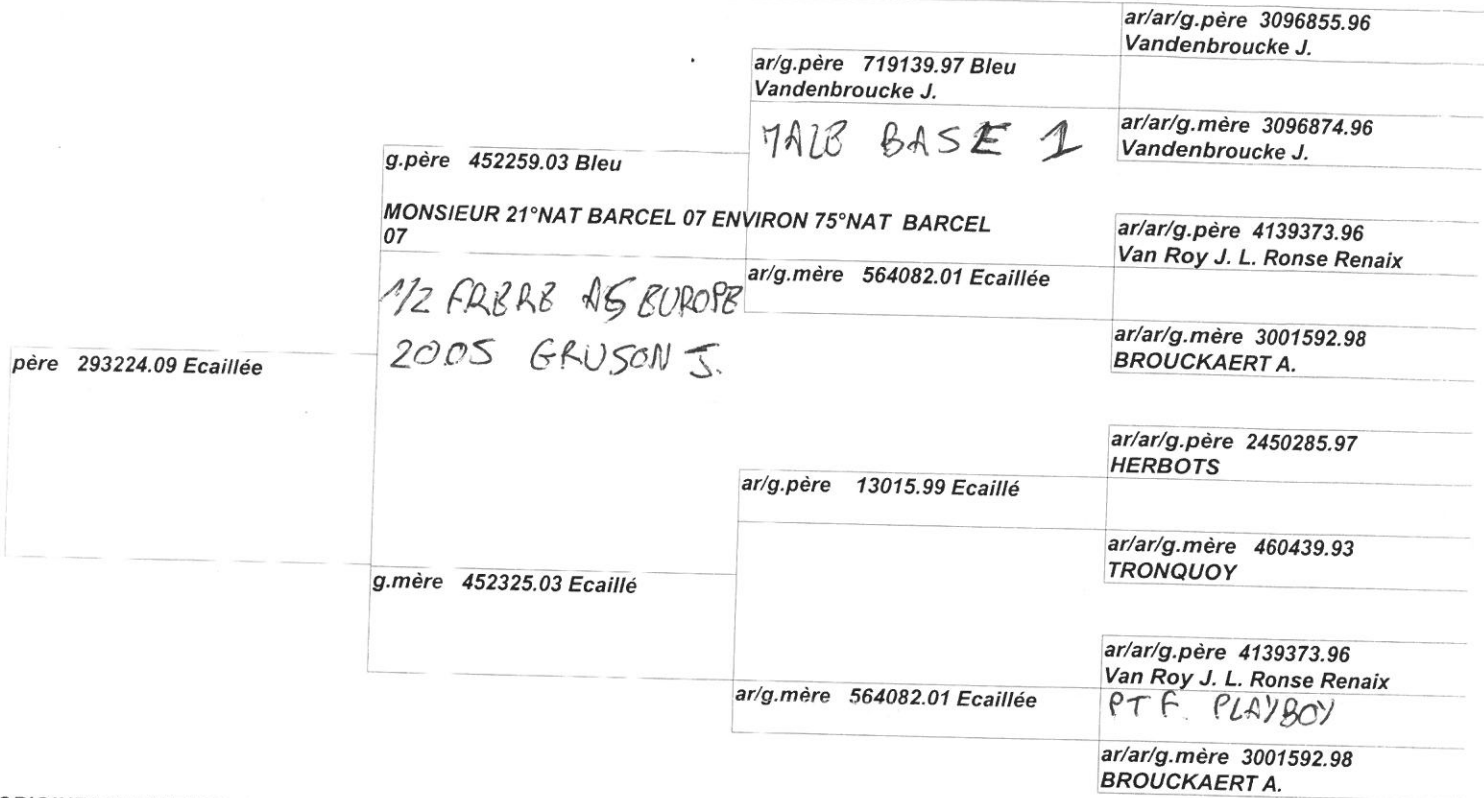 père 293224.09 Ecaillée
g.père 452259.03 Bleu
MONSIEUR 21°NAT BARCEL 07 ENVIRON 75°NAT BARCEL
07
1/2 FRERE AS EUROPE
2005 GRUSON J.
g.mère 452325.03 Ecaillé
ar/g.père 719139.97 Bleu
Vandenbroucke J.
MALE BASE 1
ar/g.mère 564082.01 Ecaillée
ar/g.père 13015.99 Ecaillé
ar/g.mère 564082.01 Ecaillée
ar/ar/g.père 3096855.96
Vandenbroucke J.
ar/ar/g.mère 3096874.96
Vandenbroucke J.
ar/ar/g.père 4139373.96
Van Roy J. L. Ronse Renaix
ar/ar/g.mère 3001592.98
BROUCKAERT A.
ar/ar/g.père 2450285.97
HERBOTS
ar/ar/g.mère 460439.93
TRONQUOY
ar/ar/g.père 4139373.96
Van Roy J. L. Ronse Renaix
PT F. PLAYBOY
ar/ar/g.mère 3001592.98
BROUCKAERT A.